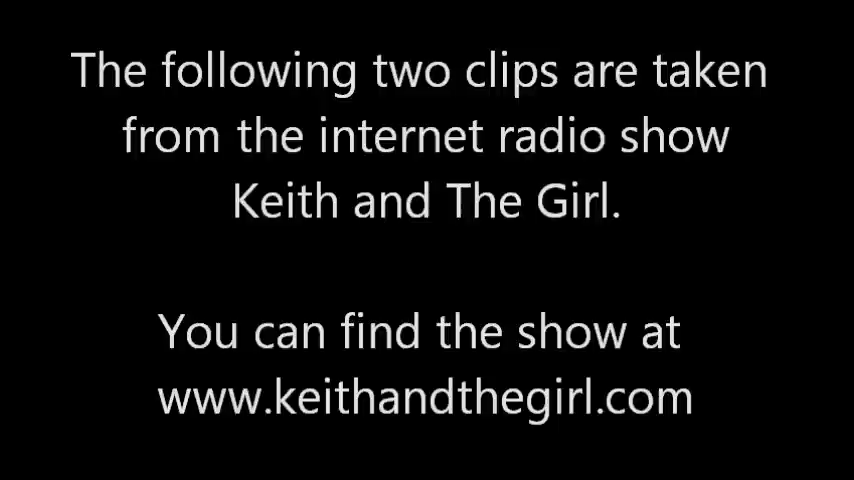 The following two clips are taken
from the internet radio show
Keith and The Girl.
You can find the show at
www.keithandthegirl.com